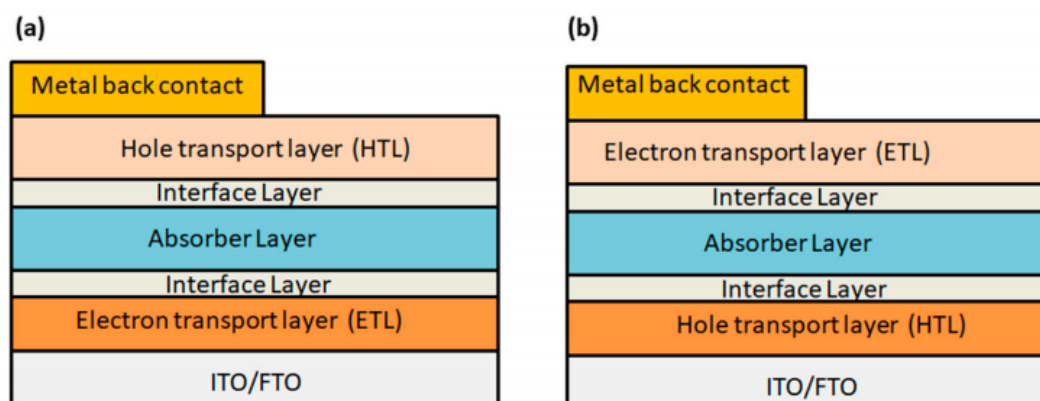 (a)
Metal back contact
Hole transport layer (HTL)
Interface Layer
Absorber Layer
Interface Layer
Electron transport layer (ETL)
ITO/FTO
(b)
Metal back contact
Electron transport layer (ETL)
Interface Layer
Absorber Layer
Interface Layer
Hole transport layer (HTL)
ITO/FTO